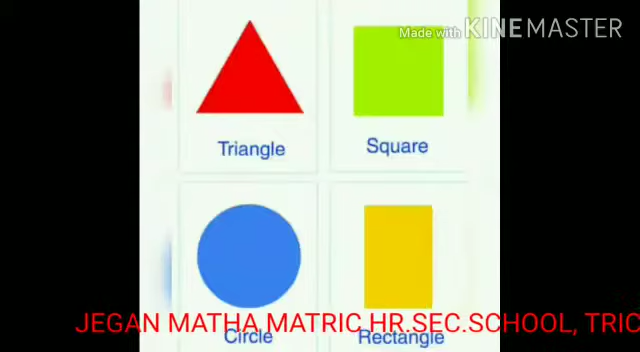 Made with KINEMASTER
Triangle
Square
JEGAN MATHA MATRIC HR.SEC.SCHOOL, TRIC
Circle
Rectangle